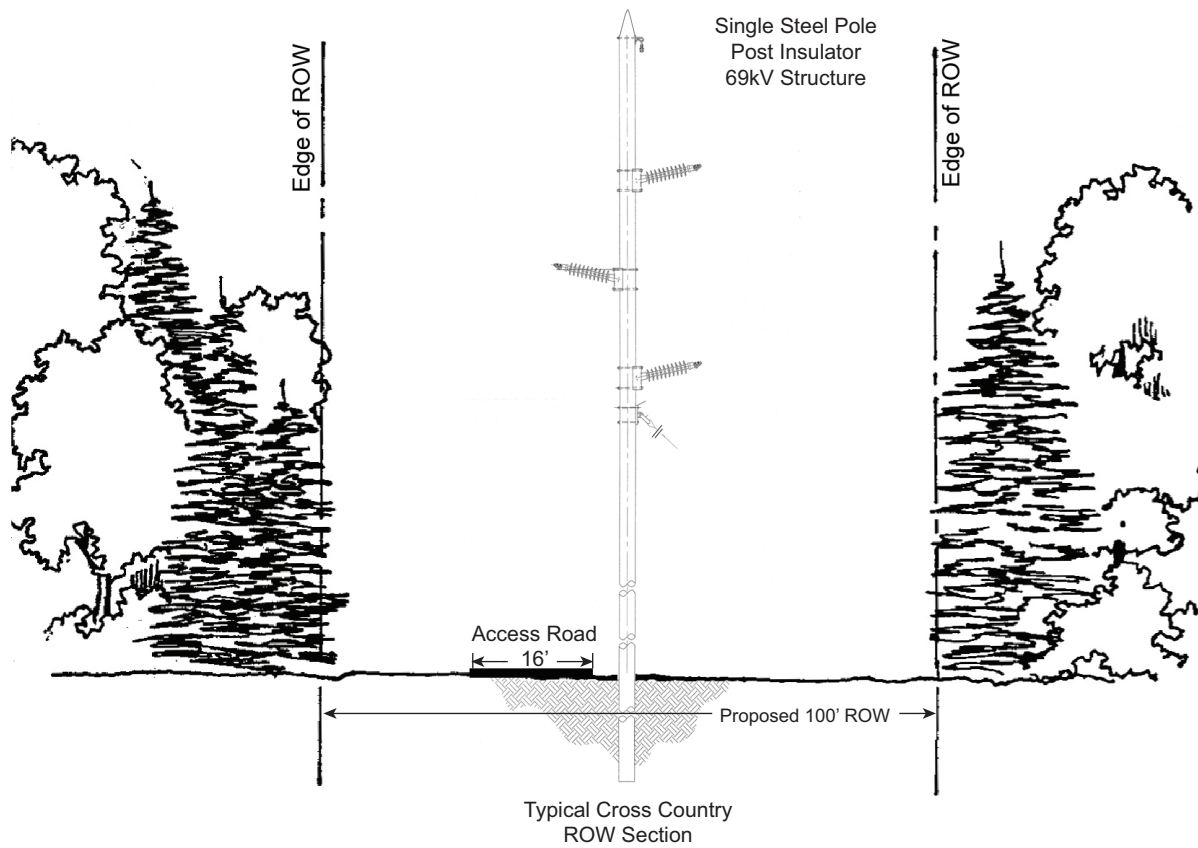 Single Steel Pole
Post Insulator
69kV Structure
Edge of ROW
Edge of ROW
Access Road
16’
Proposed 100’ ROW
Typical Cross Country
ROW Section